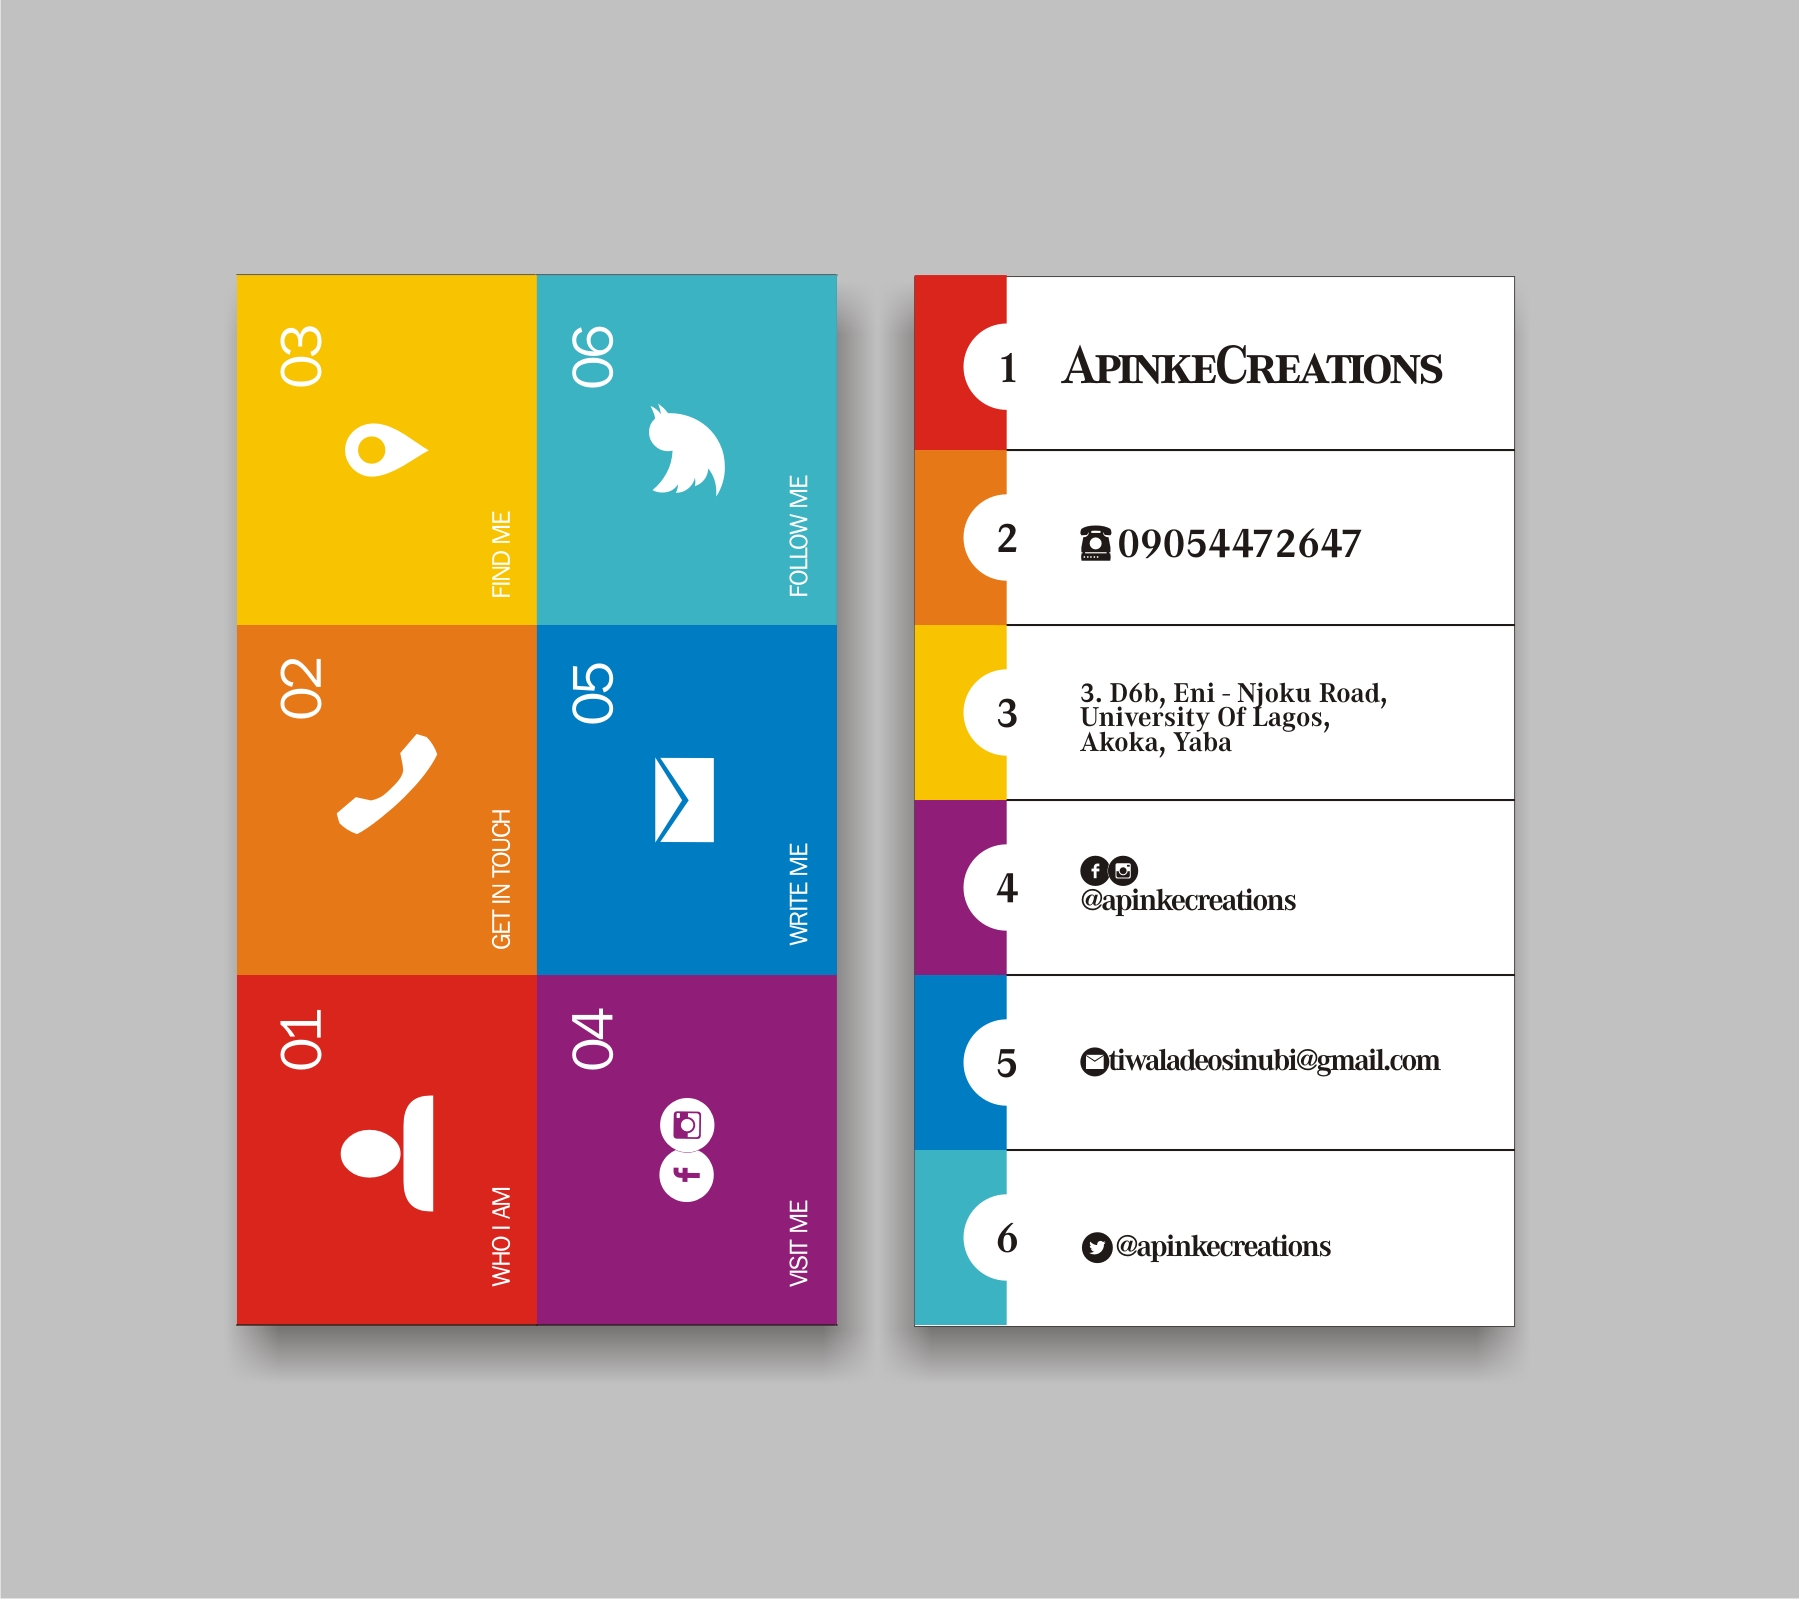 01
WHO I AM
02
GET IN TOUCH
03
FIND ME
04
VISIT ME
05
WRITE ME
06
FOLLOW ME
1
APINKECREATIONS
2
09054472647
3
3. D6b, Eni - Njoku Road,
University Of Lagos,
Akoka, Yaba
4
@apinkecreations
5
tiwaladeosinubi@gmail.com
6
@apinkecreations